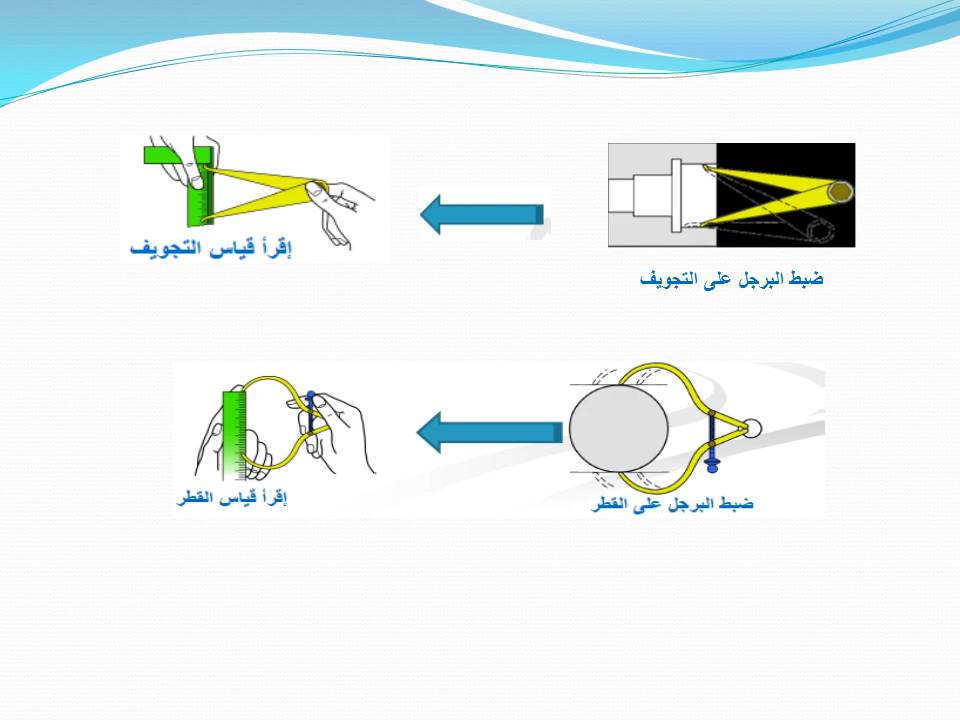 ضبط البرجل على التجويف
إقرأ قياس التجويف
ضبط البرجل على القطر
إقرأ قياس القطر